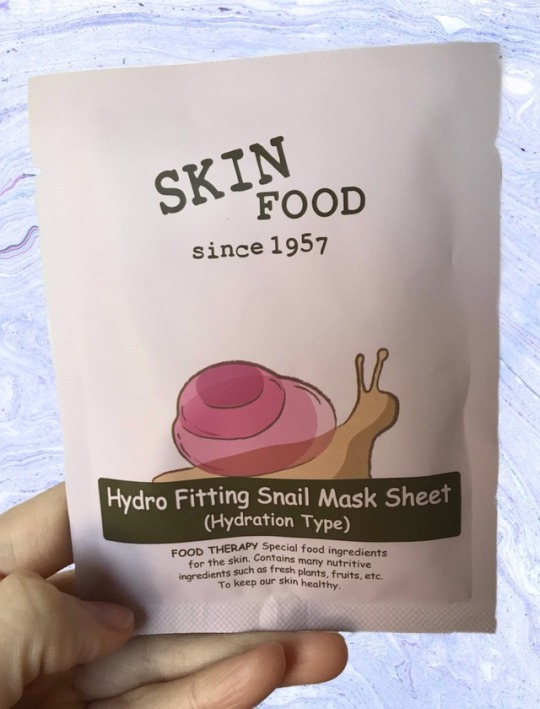 SKIN
FOOD
since 1957
Hydro Fitting Snail Mask Sheet
(Hydration Type)
FOOD THERAPY Special food ingredients
for the skin. Contains many nutritive
ingredients such as fresh plants, fruits, etc.
To keep our skin healthy.